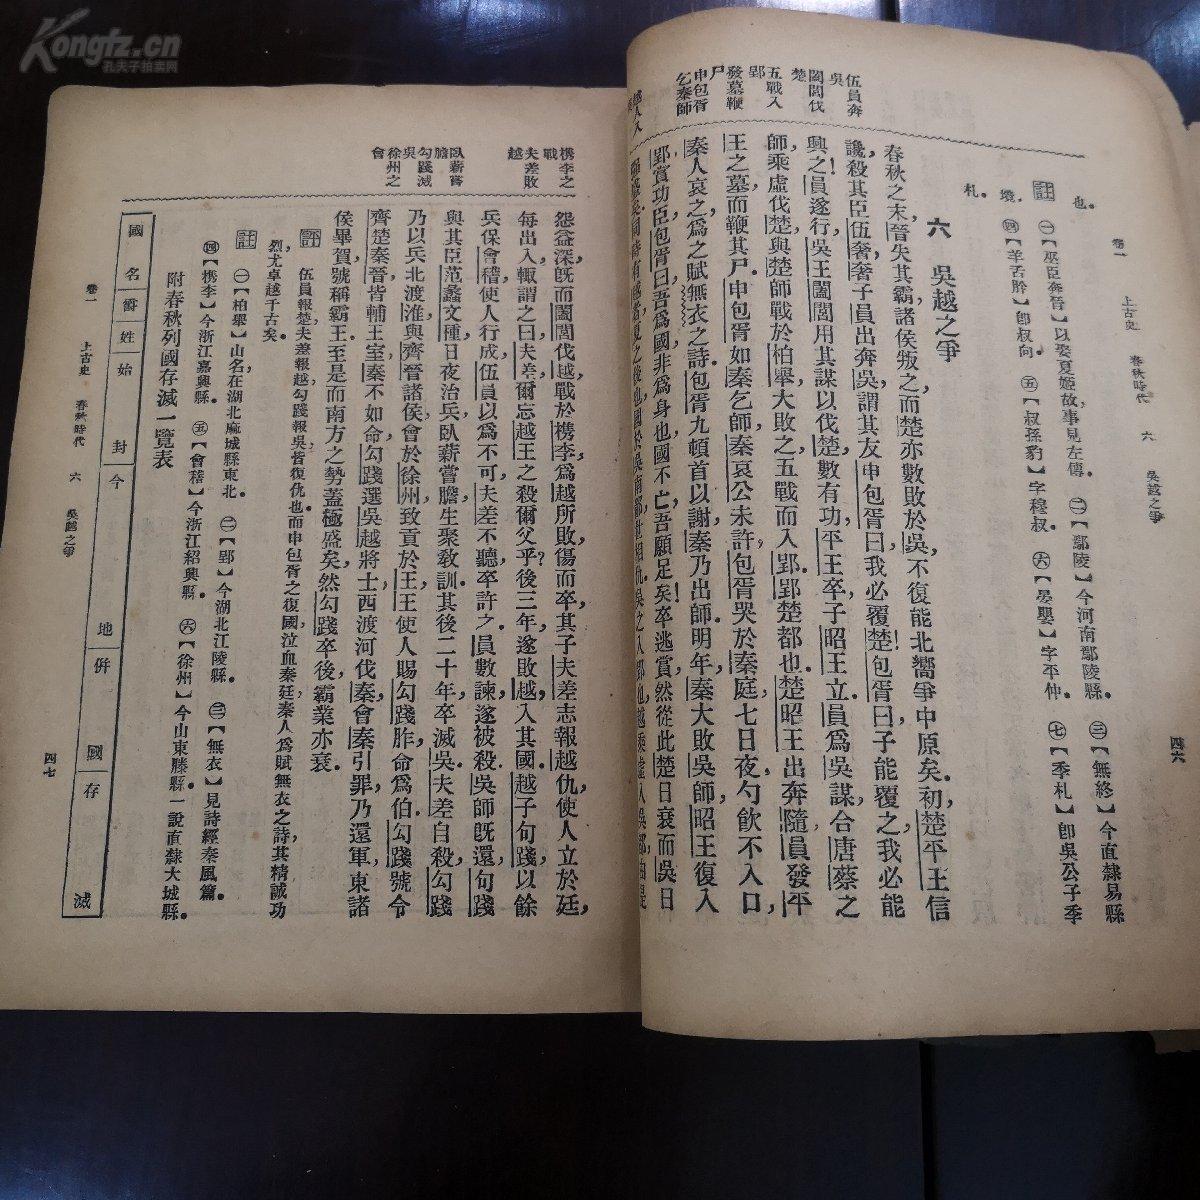 Kongfz.cn
孔夫子拍卖网
卷一　上古史　春秋時代　六　吳越之爭
四六
【一】【巫臣奔晉】以娶夏姬故事見左傳。【二】【鄢陵】今河南鄢陵縣。【三】【無終】今直隸易縣
也。
【註】
境。【四】【羊舌肸】卽叔向。【五】【叔孫豹】字穆叔。【六】【晏嬰】字平仲。【七】【季札】卽吳公子季
札。
六　吳越之爭
春秋之末,晉失其霸,諸侯叛之,而楚亦數敗於吳,不復能北嚮爭中原矣。初,楚平王信
讒,殺其臣伍奢,奢子員出奔吳,謂其友申包胥曰,我必覆楚!包胥曰,子能覆之,我必能
興之!員遂行,吳王闔閭用其謀以伐楚,數有功,平王卒,子昭王立。員爲吳謀,合唐蔡之
師,乘虛伐楚,與楚師戰於柏舉,大敗之,五戰而入郢,郢楚都也。楚昭王出奔隨,員發平
王之墓而鞭其尸。申包胥如秦乞師,秦哀公未許,包胥哭於秦庭,七日夜勺飲不入口,
秦人哀之,爲之賦無衣之詩,包胥九頓首以謝,秦乃出師。明年,秦大敗吳師,昭王復入
郢,賞功臣,包胥曰,吾爲國,非爲身也,國不亡,吾願足矣!卒逃賞。然從此楚日衰而吳日
伍員奔
吳
闔閭伐
楚
五戰入
郢
發墓鞭
尸
申包胥
乞秦師
越人入
檇李之
戰
夫差敗
越
臥薪嘗
膽
勾踐滅
吳
徐州之
會
怨益深。旣而闔閭伐越,戰於檇李,爲越所敗,傷而卒。其子夫差志報越仇,使人立於廷,
每出入,輒謂之曰,夫差!爾忘越王之殺爾父乎?後三年,遂敗越,入其國。越子句踐以餘
兵保會稽,使人行成,伍員以爲不可,夫差不聽,卒許之。員數諫,遂被殺。吳師旣還,句踐
與其臣范蠡文種,日夜治兵,臥薪嘗膽,生聚敎訓。其後二十年,卒滅吳,夫差自殺。勾踐
乃以兵北渡淮,與齊晉諸侯會於徐州,致貢於王。王使人賜勾踐胙,命爲伯。勾踐號令
齊楚秦晉,皆輔王室,秦不如命,勾踐選吳越將士西渡河伐秦,會秦引罪,乃還軍。東諸
侯畢賀,號稱霸王。至是而南方之勢蓋極盛矣。然勾踐卒後,霸業亦衰。
【評】伍員報楚,夫差報越,勾踐報吳,皆復仇也。而申包胥之復國,泣血秦廷,秦人爲賦無衣之詩,其精誠功
烈,尤卓越千古矣。
【註】【一】【柏舉】山名,在湖北麻城縣東北。【二】【郢】今湖北江陵縣。【三】【無衣】見詩經秦風篇。
【四】【檇李】今浙江嘉興縣。【五】【會稽】今浙江紹興縣。【六】【徐州】今山東滕縣,一說直隸大城縣。
附春秋列國存滅一覽表
國名　爵　姓　始封　今地　併國　存滅
卷一　上古史　春秋時代　六　吳越之爭
四七